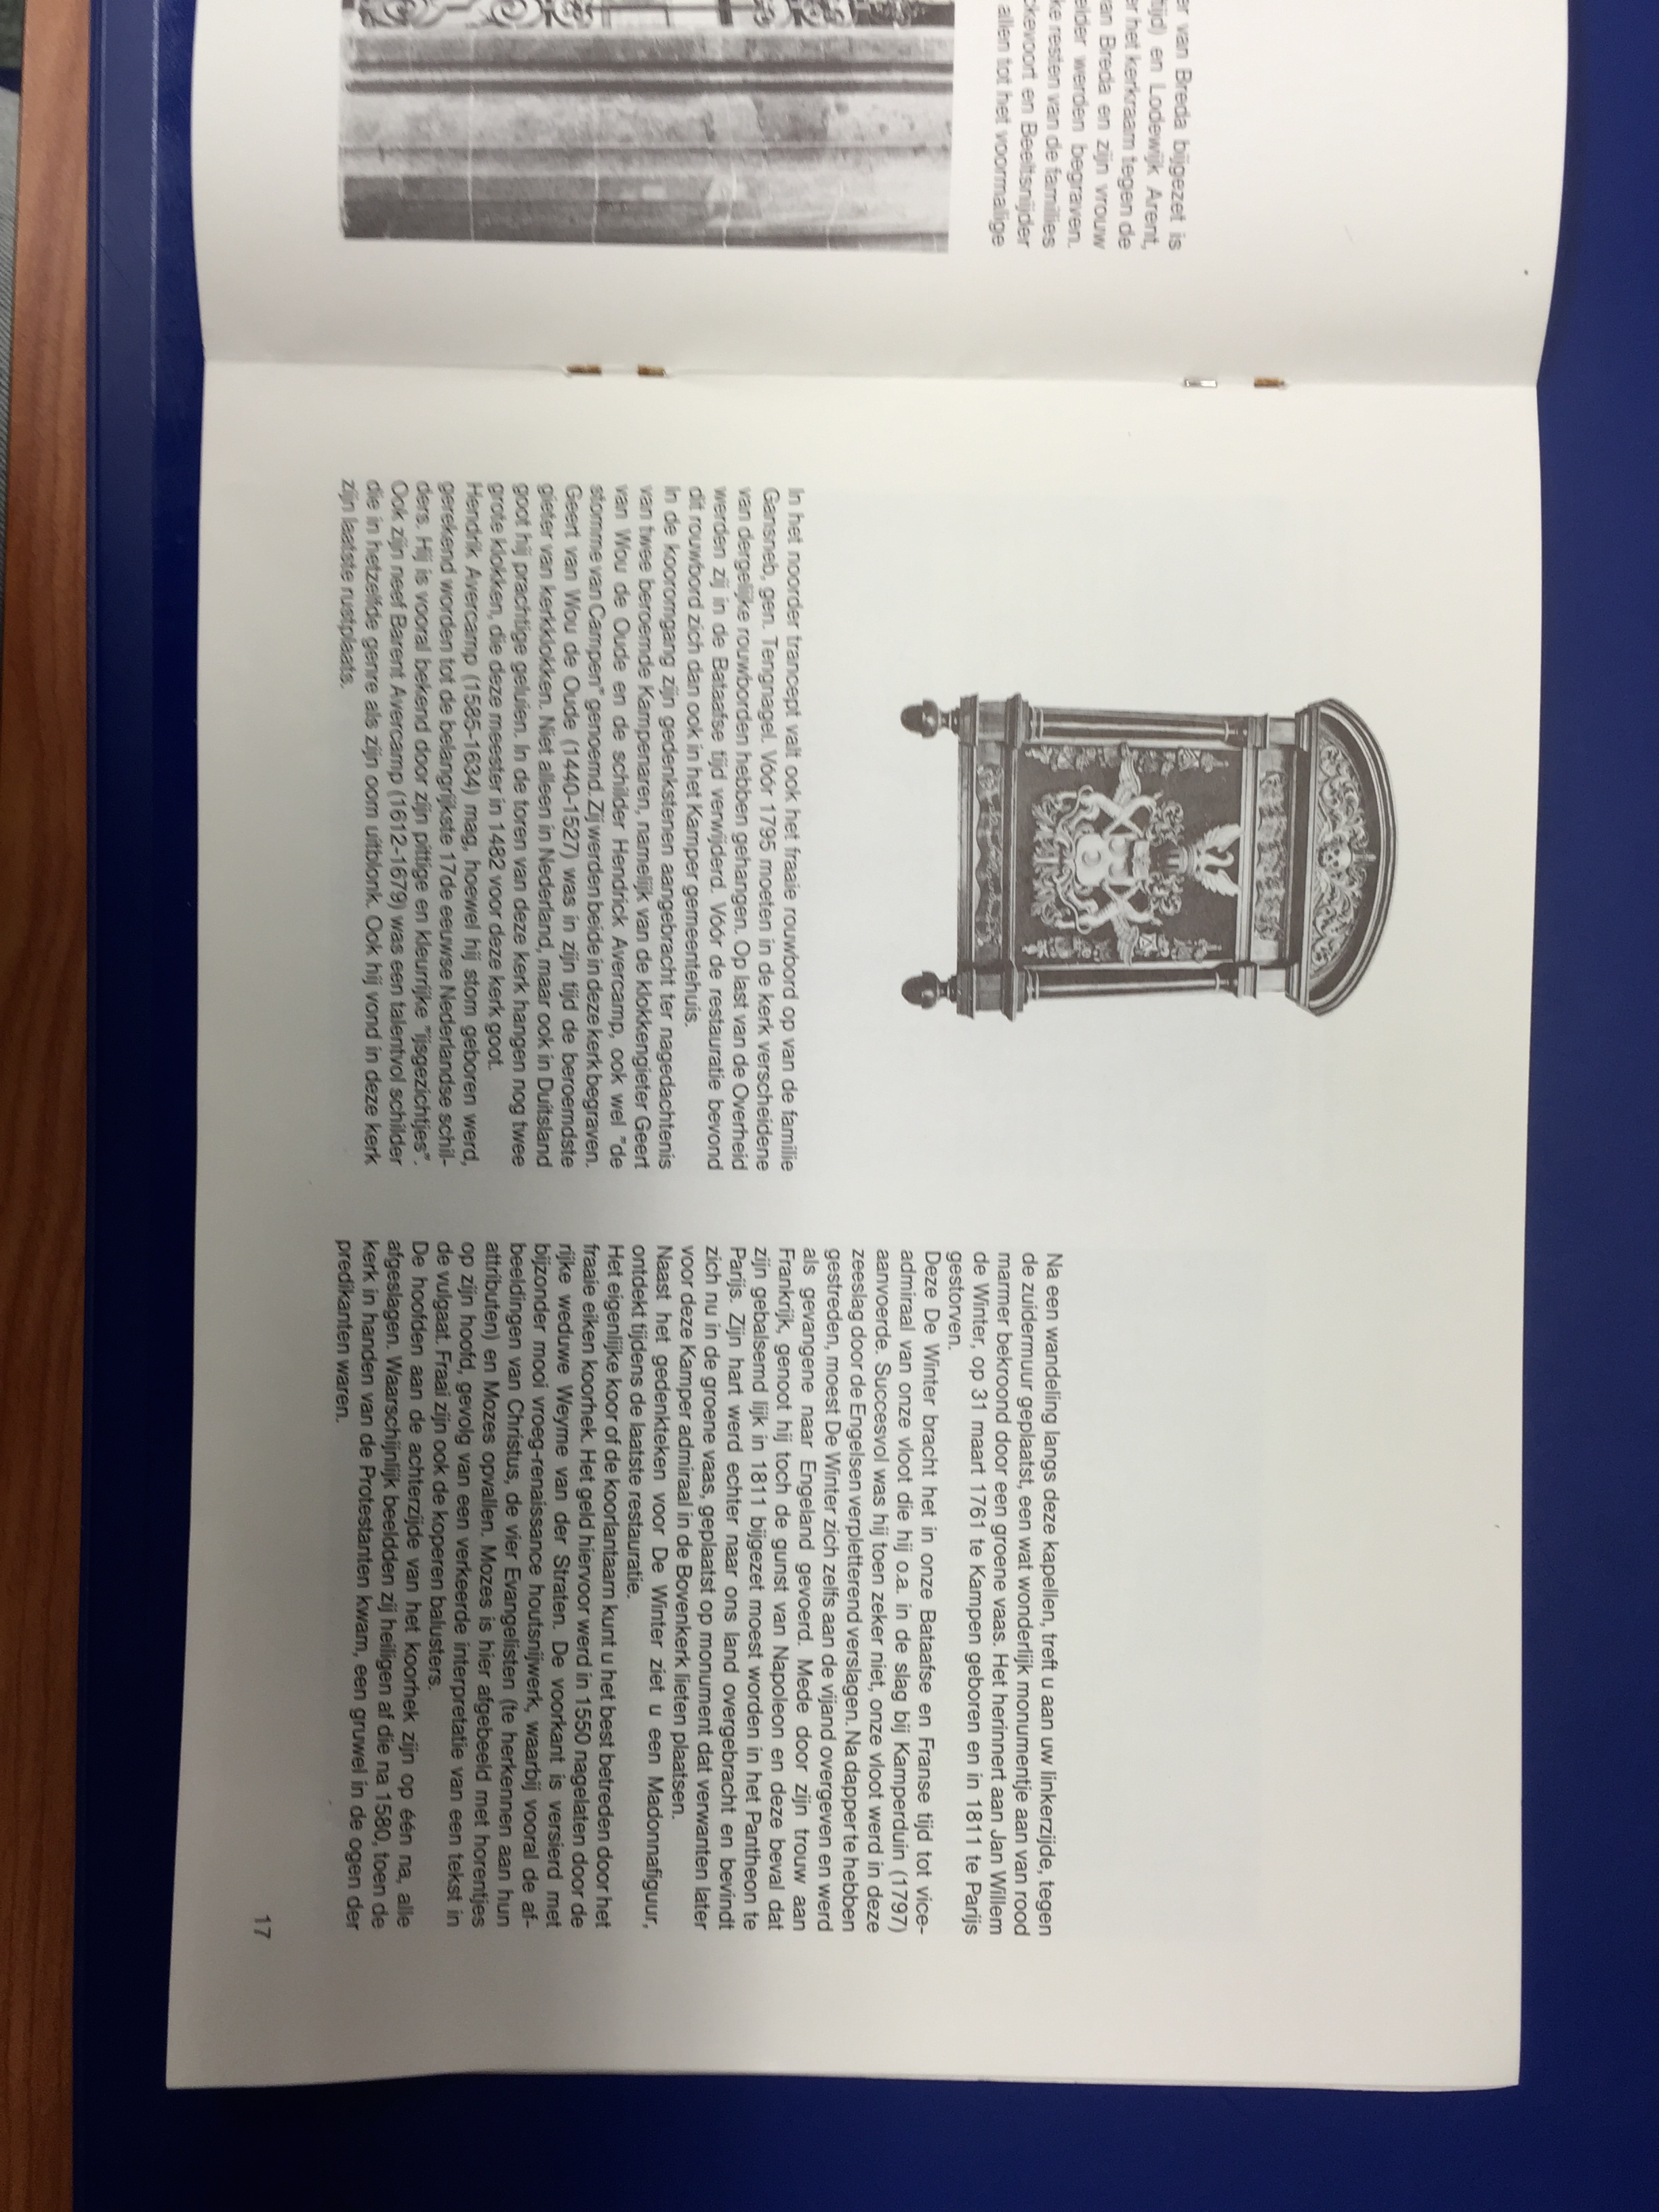 er van Breda bijgezet is
tijd) en Lodewijk Arent,
er het kerkraam tegen de
an Breda en zijn vrouw
elder werden begraven.
ke resten van de families
ckevoort en Beeltsnijder
allen tot het voormalige
In het noorder trancept valt ook het fraaie rouwbord op van de familie
Gansneb, gen. Tengnagel. Vóór 1795 moeten in de kerk verscheidene
van dergelijke rouwborden hebben gehangen. Op last van de Overheid
werden zij in de Bataafse tijd verwijderd. Vóór de restauratie bevond
dit rouwbord zich dan ook in het Kamper gemeentehuis.
In de kooromgang zijn gedenkstenen aangebracht ter nagedachtenis
van twee beroemde Kampenaren, namelijk van de klokkengieter Geert
van Wou de Oude en de schilder Hendrick Avercamp, ook wel "de
stomme van Campen" genoemd. Zij werden beide in deze kerk begraven.
Geert van Wou de Oude (1440-1527) was in zijn tijd de beroemdste
gieter van kerkklokken. Niet alleen in Nederland, maar ook in Duitsland
goot hij prachtige geluien. In de toren van deze kerk hangen nog twee
grote klokken, die deze meester in 1482 voor deze kerk goot.
Hendrik Avercamp (1585-1634) mag, hoewel hij stom geboren werd,
gerekend worden tot de belangrijkste 17de eeuwse Nederlandse schil-
ders. Hij is vooral bekend door zijn pittige en kleurrijke "ijsgezichtjes".
Ook zijn neef Barent Avercamp (1612-1679) was een talentvol schilder
die in hetzelfde genre als zijn oom uitblonk. Ook hij vond in deze kerk
zijn laatste rustplaats.
Na een wandeling langs deze kapellen, treft u aan uw linkerzijde, tegen
de zuidermuur geplaatst, een wat wonderlijk monumentje aan van rood
marmer bekroond door een groene vaas. Het herinnert aan Jan Willem
de Winter, op 31 maart 1761 te Kampen geboren en in 1811 te Parijs
gestorven.
Deze De Winter bracht het in onze Bataafse en Franse tijd tot vice-
admiraal van onze vloot die hij o.a. in de slag bij Kamperduin (1797)
aanvoerde. Succesvol was hij toen zeker niet, onze vloot werd in deze
zeeslag door de Engelsen verpletterend verslagen. Na dapper te hebben
gestreden, moest De Winter zich zelfs aan de vijand overgeven en werd
als gevangene naar Engeland gevoerd. Mede door zijn trouw aan
Frankrijk, genoot hij toch de gunst van Napoleon en deze beval dat
zijn gebalsemd lijk in 1811 bijgezet moest worden in het Pantheon te
Parijs. Zijn hart werd echter naar ons land overgebracht en bevindt
zich nu in de groene vaas, geplaatst op monument dat verwanten later
voor deze Kamper admiraal in de Bovenkerk lieten plaatsen.
Naast het gedenkteken voor De Winter ziet u een Madonnafiguur,
ontdekt tijdens de laatste restauratie.
Het eigenlijke koor of de koorlantaarn kunt u het best betreden door het
fraaie eiken koorhek. Het geld hiervoor werd in 1550 nagelaten door de
rijke weduwe Weyme van der Straten. De voorkant is versierd met
bijzonder mooi vroeg-renaissance houtsnijwerk, waarbij vooral de af-
beeldingen van Christus, de vier Evangelisten (te herkennen aan hun
attributen) en Mozes opvallen. Mozes is hier afgebeeld met horentjes
op zijn hoofd, gevolg van een verkeerde interpretatie van een tekst in
de vulgaat. Fraai zijn ook de koperen balusters.
De hoofden aan de achterzijde van het koorhek zijn op één na, alle
afgeslagen. Waarschijnlijk beeldden zij heiligen af die na 1580, toen de
kerk in handen van de Protestanten kwam, een gruwel in de ogen der
predikanten waren.
17